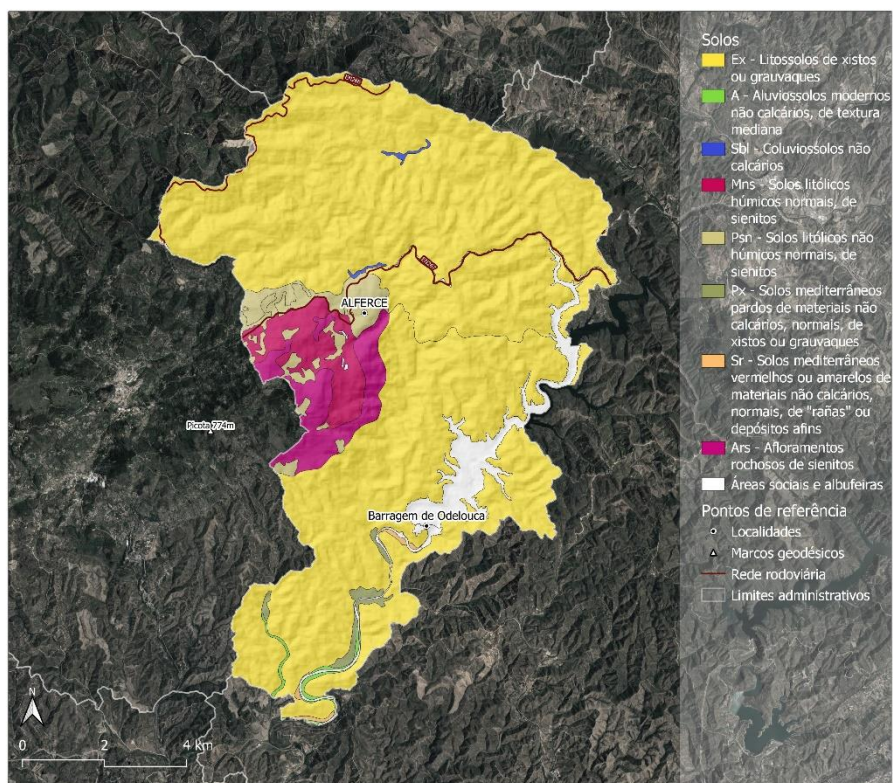 Solos
Ex - Litossolos de xistos
ou grauvaques
A - Aluviossolos modernos
não calcários, de textura
mediana
Sbl - Coluviossolos não
calcários
Mns - Solos litólicos
húmicos normais, de
sienitos
Psn - Solos litólicos não
húmicos normais, de
sienitos
Px - Solos mediterrâneos
pardos de materiais não
calcários, normais, de
xistos ou grauvaques
Sr - Solos mediterrâneos
vermelhos ou amarelos de
materiais não calcários,
normais, de "rañas" ou
depósitos afins
Ars - Afloramentos
rochosos de sienitos
Áreas sociais e albufeiras
Pontos de referência
Localidades
Marcos geodésicos
Rede rodoviária
Limites administrativos
ALFERCE
Picota 774m
Barragem de Odelouca
N
0 2 4 km